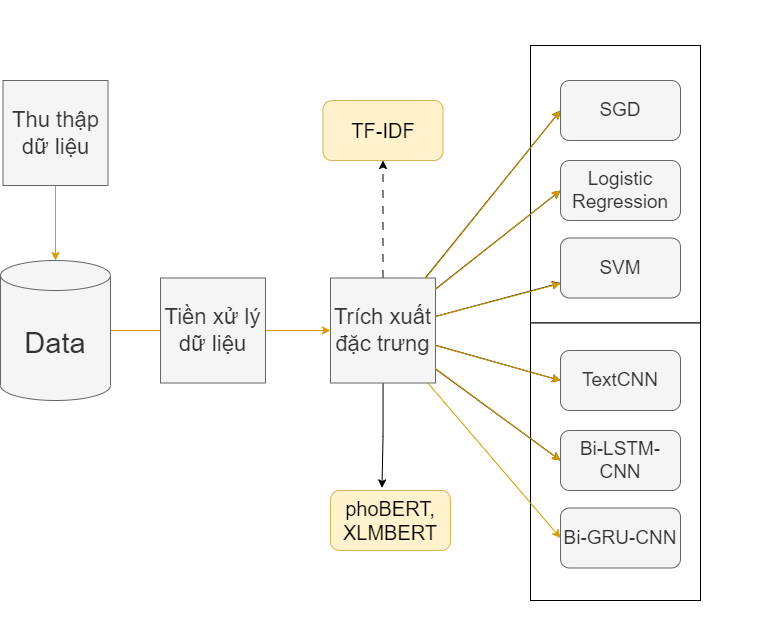 Thu thập
dữ liệu
Data
Tiền xử lý
dữ liệu
TF-IDF
Trích xuất
đặc trưng
phoBERT,
XLMBERT
SGD
Logistic
Regression
SVM
TextCNN
Bi-LSTM-
CNN
Bi-GRU-CNN